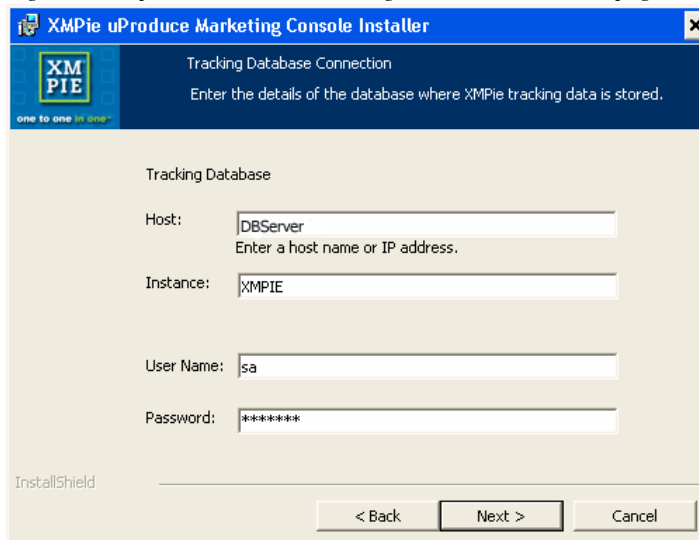 XMPie uProduce Marketing Console Installer
XM
PIE
one to one in one™
Tracking Database Connection
Enter the details of the database where XMPie tracking data is stored.
Tracking Database
Host:
DBServer
Enter a host name or IP address.
Instance:
XMPIE
User Name:
sa
Password:
*******
InstallShield
< Back
Next >
Cancel